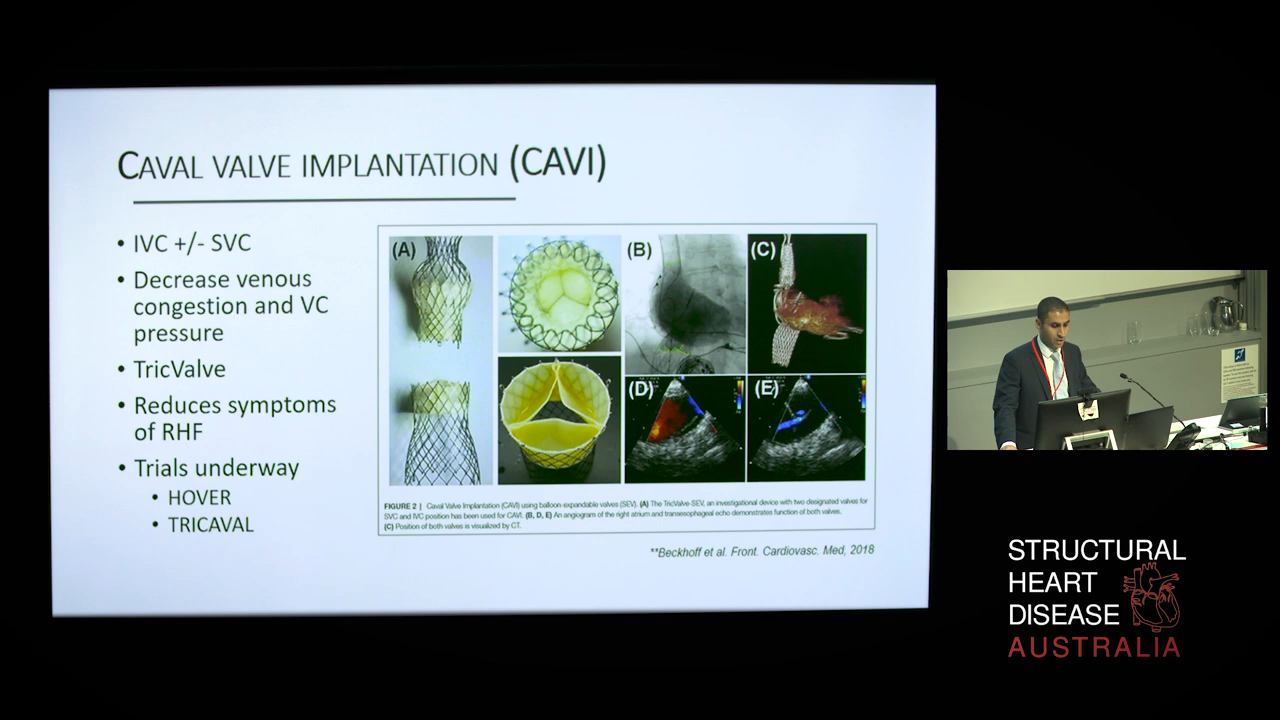 CAVAL VALVE IMPLANTATION (CAVI)
• IVC +/- SVC
• Decrease venous
congestion and VC
pressure
• TricValve
• Reduces symptoms
of RHF
• Trials underway
• HOVER
• TRICAVAL
(A)
(B)
(C)
(D)
(E)
FIGURE 2 | Caval Valve Implantation (CAVI) using balloon-expandable valves (SEV). (A) The TricValve-SEV, an investigational device with two designated valves for
SVC and IVC position has been used for CAVI. (B, D, E) An angiogram of the right atrium and transesophageal echo demonstrates function of both valves.
(C) Position of both valves is visualized by CT.
**Beckhoff et al. Front. Cardiovasc. Med, 2018
STRUCTURAL
HEART
DISEASE
AUSTRALIA